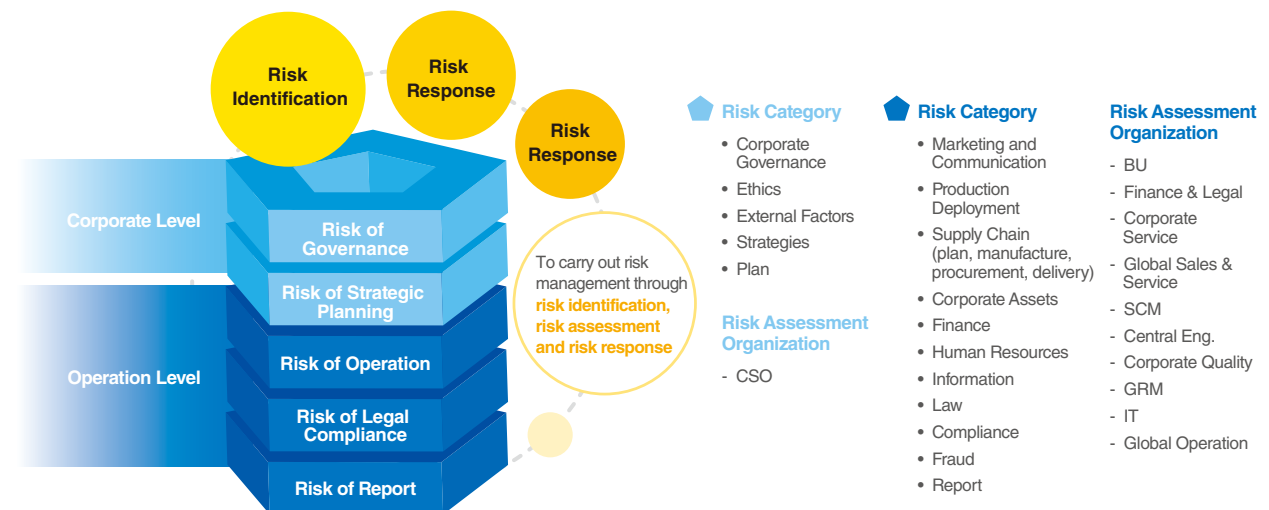 Risk
Identification
Risk
Response
Risk
Response
Corporate Level
Operation Level
Risk of
Governance
Risk of Strategic
Planning
Risk of Operation
Risk of Legal
Compliance
Risk of Report
To carry out risk
management through
risk identification,
risk assessment
and risk response
Risk Category
• Corporate
Governance
• Ethics
• External Factors
• Strategies
• Plan
Risk Assessment
Organization
- CSO
Risk Category
• Marketing and
Communication
• Production
Deployment
• Supply Chain
(plan, manufacture,
procurement, delivery)
• Corporate Assets
• Finance
• Human Resources
• Information
• Law
• Compliance
• Fraud
• Report
Risk Assessment
Organization
- BU
- Finance & Legal
- Corporate
Service
- Global Sales &
Service
- SCM
- Central Eng.
- Corporate Quality
- GRM
- IT
- Global Operation